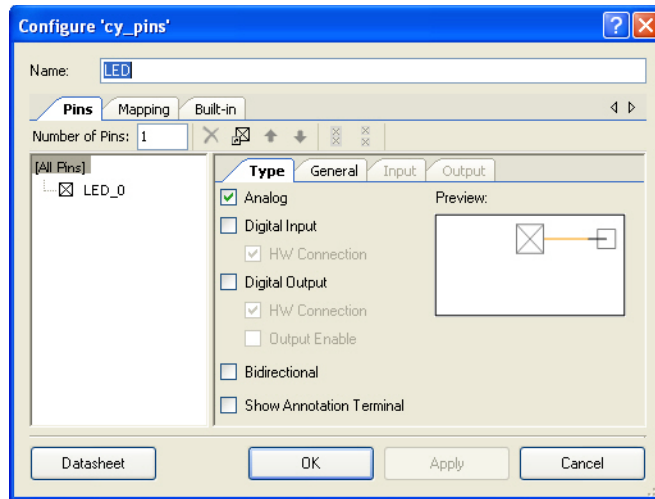 Configure 'cy_pins'
Name: LED
Pins Mapping Built-in
Number of Pins: 1
[All Pins]
LED_0
Type General Input Output
Analog
Preview:
Digital Input
HW Connection
Digital Output
HW Connection
Output Enable
Bidirectional
Show Annotation Terminal
Datasheet OK Apply Cancel